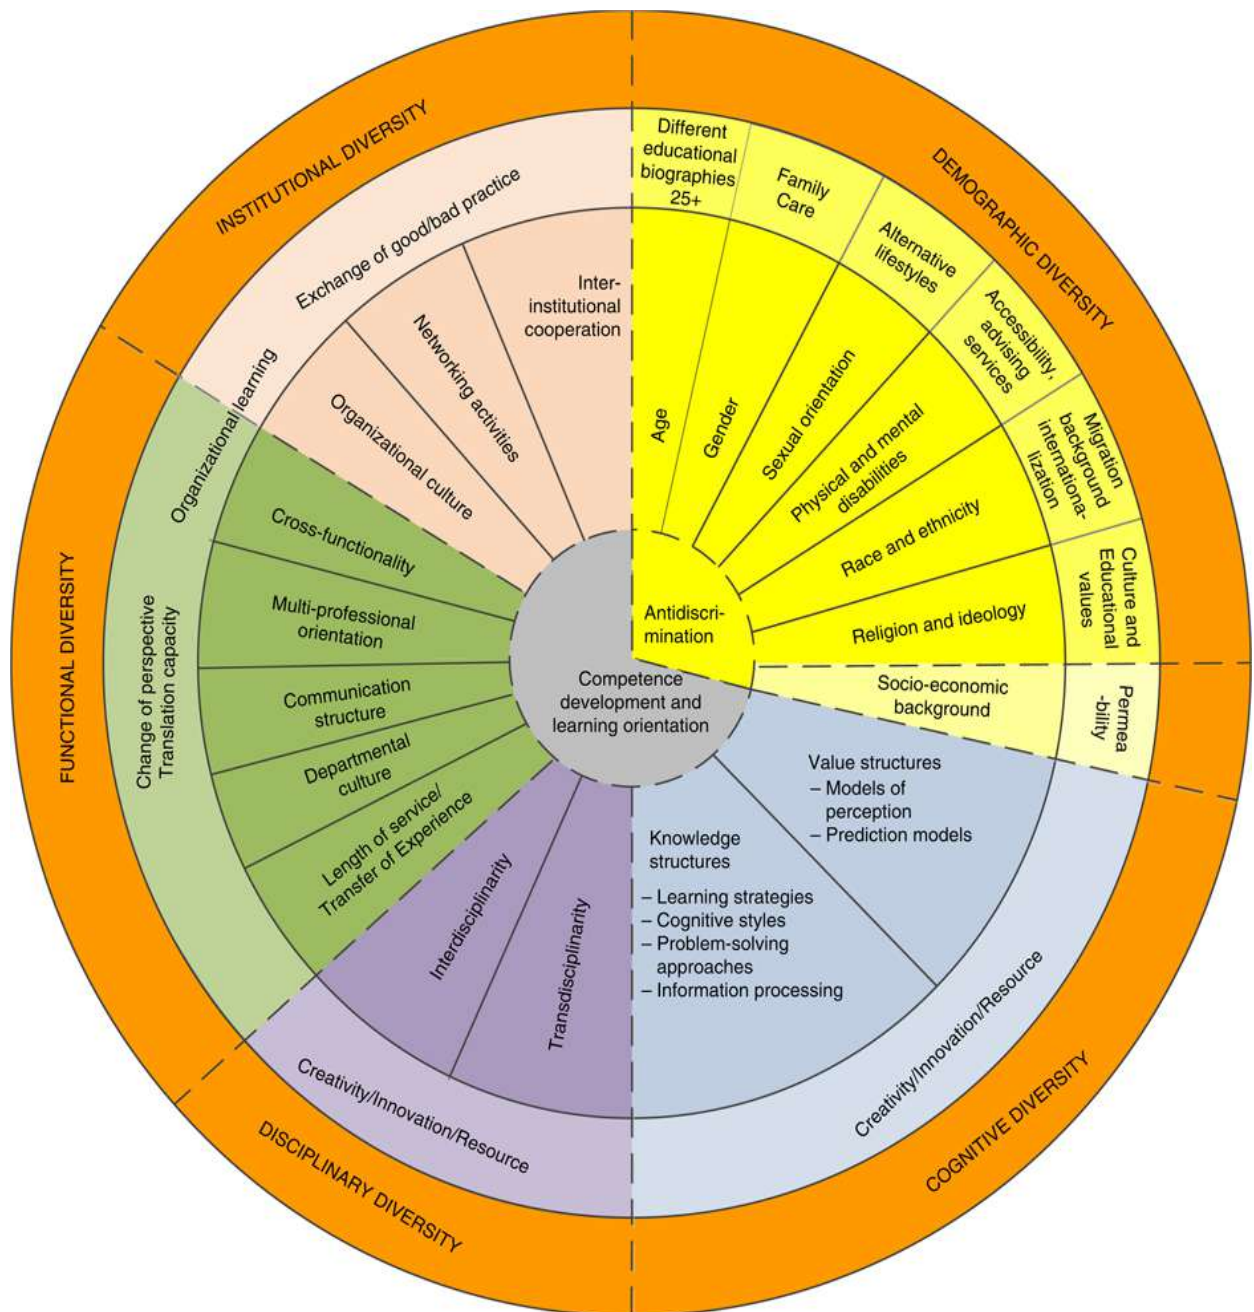 INSTITUTIONAL DIVERSITY
Exchange of good/bad practice
Organizational learning
Inter-
institutional
cooperation
Networking activities
Organizational culture
DEMOGRAPHIC DIVERSITY
Different
educational
biographies
25+
Family
Care
Alternative
lifestyles
Accessibility,
advising
services
Migration
background
internationa-
lization
Culture and
Educational
values
Permea
-bility
Age
Gender
Sexual orientation
Physical and mental
disabilities
Race and ethnicity
Religion and ideology
Socio-economic
background
Antidiscri-
mination
Competence
development and
learning orientation
FUNCTIONAL DIVERSITY
Change of perspective
Translation capacity
Cross-functionality
Multi-professional
orientation
Communication
structure
Departmental
culture
Length of service/
Transfer of Experience
DISCIPLINARY DIVERSITY
Creativity/Innovation/Resource
Interdisciplinarity
Transdisciplinarity
COGNITIVE DIVERSITY
Creativity/Innovation/Resource
Value structures
– Models of
perception
– Prediction models
Knowledge
structures
– Learning strategies
– Cognitive styles
– Problem-solving
approaches
– Information processing